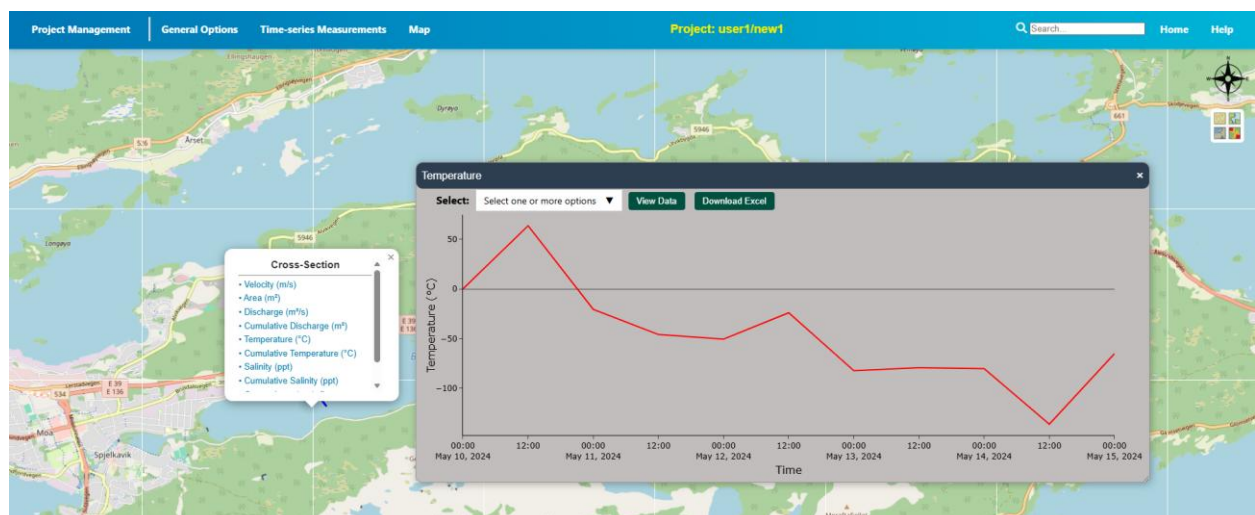 Project Management
General Options
Time-series Measurements
Map
Project: user1/new1
Search...
Home
Help
Ellingshaugen
Årset
Dyrøya
5946
661
Longøya
5946
Temperature
×
Select:
Select one or more options ▼
View Data
Download Excel
Cross-Section
×
• Velocity (m/s)
• Area (m²)
• Discharge (m³/s)
• Cumulative Discharge (m³)
• Temperature (°C)
• Cumulative Temperature (°C)
• Salinity (ppt)
• Cumulative Salinity (ppt)
Temperature (°C)
50
0
−50
−100
00:00
May 10, 2024
12:00
00:00
May 11, 2024
12:00
00:00
May 12, 2024
12:00
00:00
May 13, 2024
12:00
00:00
May 14, 2024
12:00
00:00
May 15, 2024
Time
E 39
E 136
534
Moa
Spjelkavik